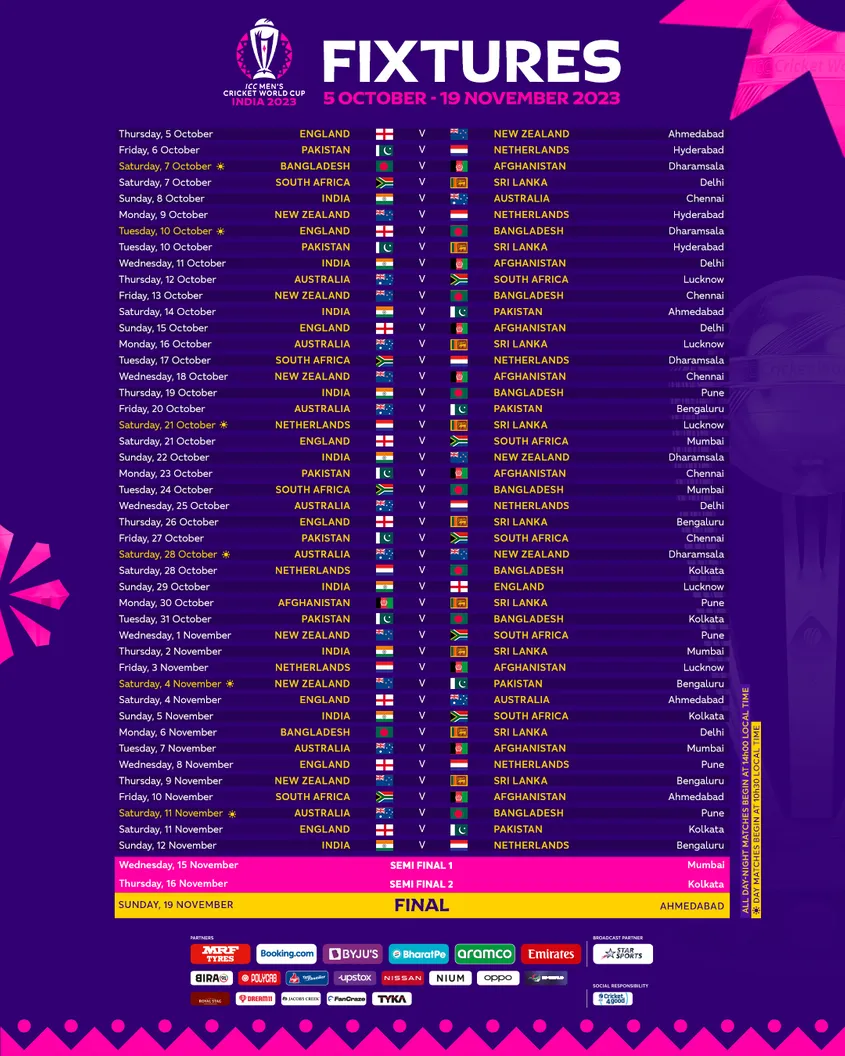 ICC MEN'S
CRICKET WORLD CUP
INDIA 2023
FIXTURES
5 OCTOBER - 19 NOVEMBER 2023
Thursday, 5 October ENGLAND V NEW ZEALAND Ahmedabad
Friday, 6 October PAKISTAN V NETHERLANDS Hyderabad
Saturday, 7 October BANGLADESH V AFGHANISTAN Dharamsala
Saturday, 7 October SOUTH AFRICA V SRI LANKA Delhi
Sunday, 8 October INDIA V AUSTRALIA Chennai
Monday, 9 October NEW ZEALAND V NETHERLANDS Hyderabad
Tuesday, 10 October ENGLAND V BANGLADESH Dharamsala
Tuesday, 10 October PAKISTAN V SRI LANKA Hyderabad
Wednesday, 11 October INDIA V AFGHANISTAN Delhi
Thursday, 12 October AUSTRALIA V SOUTH AFRICA Lucknow
Friday, 13 October NEW ZEALAND V BANGLADESH Chennai
Saturday, 14 October INDIA V PAKISTAN Ahmedabad
Sunday, 15 October ENGLAND V AFGHANISTAN Delhi
Monday, 16 October AUSTRALIA V SRI LANKA Lucknow
Tuesday, 17 October SOUTH AFRICA V NETHERLANDS Dharamsala
Wednesday, 18 October NEW ZEALAND V AFGHANISTAN Chennai
Thursday, 19 October INDIA V BANGLADESH Pune
Friday, 20 October AUSTRALIA V PAKISTAN Bengaluru
Saturday, 21 October NETHERLANDS V SRI LANKA Lucknow
Saturday, 21 October ENGLAND V SOUTH AFRICA Mumbai
Sunday, 22 October INDIA V NEW ZEALAND Dharamsala
Monday, 23 October PAKISTAN V AFGHANISTAN Chennai
Tuesday, 24 October SOUTH AFRICA V BANGLADESH Mumbai
Wednesday, 25 October AUSTRALIA V NETHERLANDS Delhi
Thursday, 26 October ENGLAND V SRI LANKA Bengaluru
Friday, 27 October PAKISTAN V SOUTH AFRICA Chennai
Saturday, 28 October AUSTRALIA V NEW ZEALAND Dharamsala
Saturday, 28 October NETHERLANDS V BANGLADESH Kolkata
Sunday, 29 October INDIA V ENGLAND Lucknow
Monday, 30 October AFGHANISTAN V SRI LANKA Pune
Tuesday, 31 October PAKISTAN V BANGLADESH Kolkata
Wednesday, 1 November NEW ZEALAND V SOUTH AFRICA Pune
Thursday, 2 November INDIA V SRI LANKA Mumbai
Friday, 3 November NETHERLANDS V AFGHANISTAN Lucknow
Saturday, 4 November NEW ZEALAND V PAKISTAN Bengaluru
Saturday, 4 November ENGLAND V AUSTRALIA Ahmedabad
Sunday, 5 November INDIA V SOUTH AFRICA Kolkata
Monday, 6 November BANGLADESH V SRI LANKA Delhi
Tuesday, 7 November AUSTRALIA V AFGHANISTAN Mumbai
Wednesday, 8 November ENGLAND V NETHERLANDS Pune
Thursday, 9 November NEW ZEALAND V SRI LANKA Bengaluru
Friday, 10 November SOUTH AFRICA V AFGHANISTAN Ahmedabad
Saturday, 11 November AUSTRALIA V BANGLADESH Pune
Saturday, 11 November ENGLAND V PAKISTAN Kolkata
Sunday, 12 November INDIA V NETHERLANDS Bengaluru
Wednesday, 15 November SEMI FINAL 1 Mumbai
Thursday, 16 November SEMI FINAL 2 Kolkata
SUNDAY, 19 NOVEMBER FINAL AHMEDABAD
ALL DAY-NIGHT MATCHES BEGIN AT 14h00 LOCAL TIME
DAY MATCHES BEGIN AT 10h30 LOCAL TIME
PARTNERS BROADCAST PARTNER
MRF TYRES Booking.com BYJU'S BharatPe aramco Emirates STAR SPORTS
BIRA91 POLYCAB upstox NISSAN NIUM oppo
SOCIAL RESPONSIBILITY
ROYAL STAG DREAM11 JACOB'S CREEK FanCraze TYKA Cricket 4good